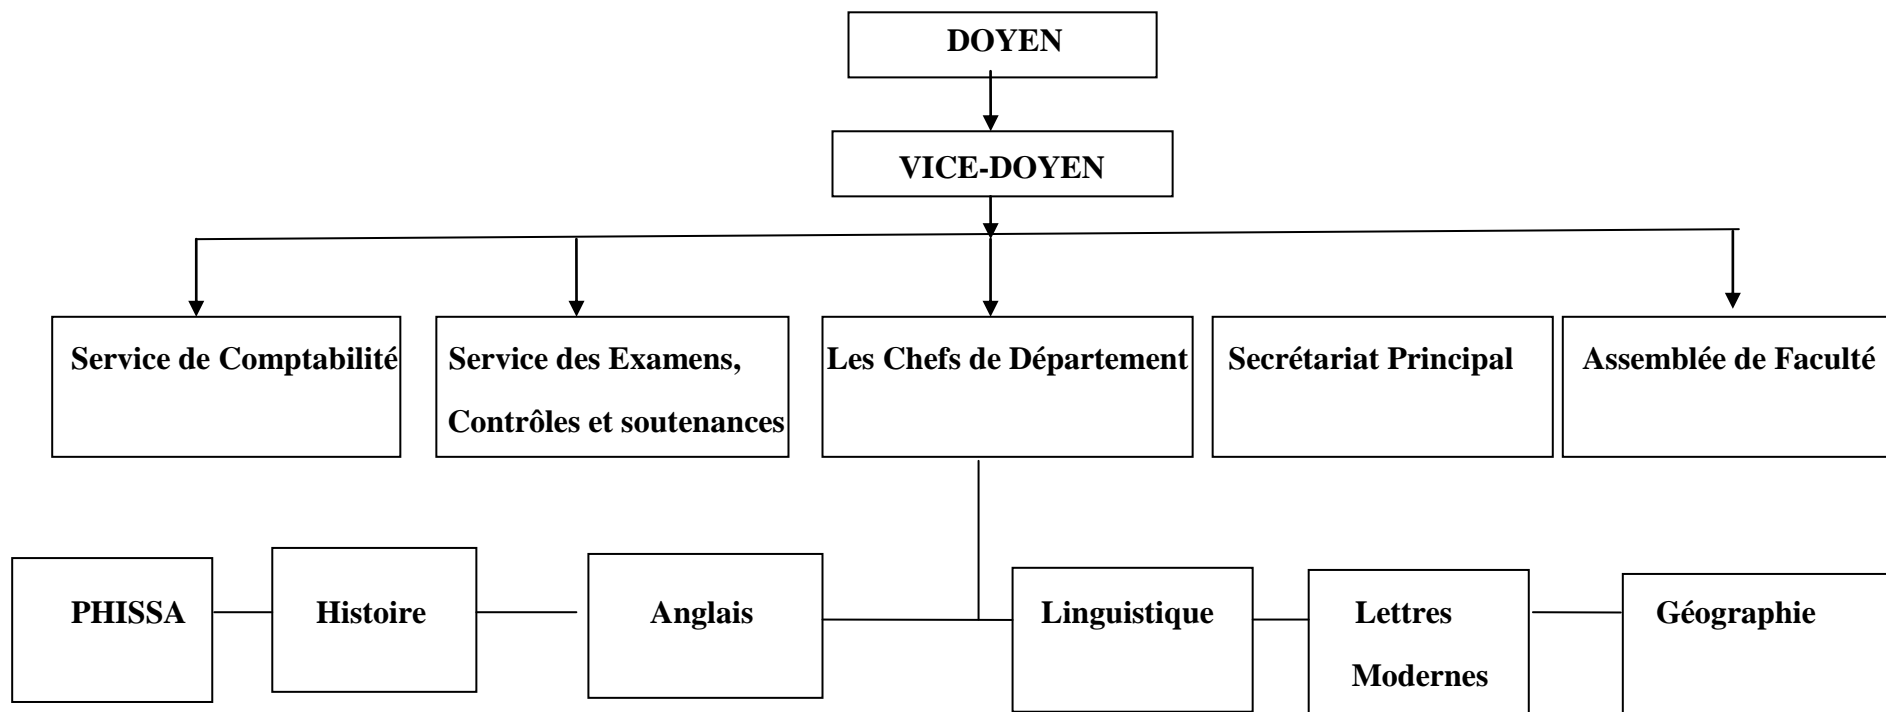 DOYEN
VICE-DOYEN
Service de Comptabilité
Service des Examens,
Contrôles et soutenances
Les Chefs de Département
Secrétariat Principal
Assemblée de Faculté
PHISSA
Histoire
Anglais
Linguistique
Lettres
Modernes
Géographie